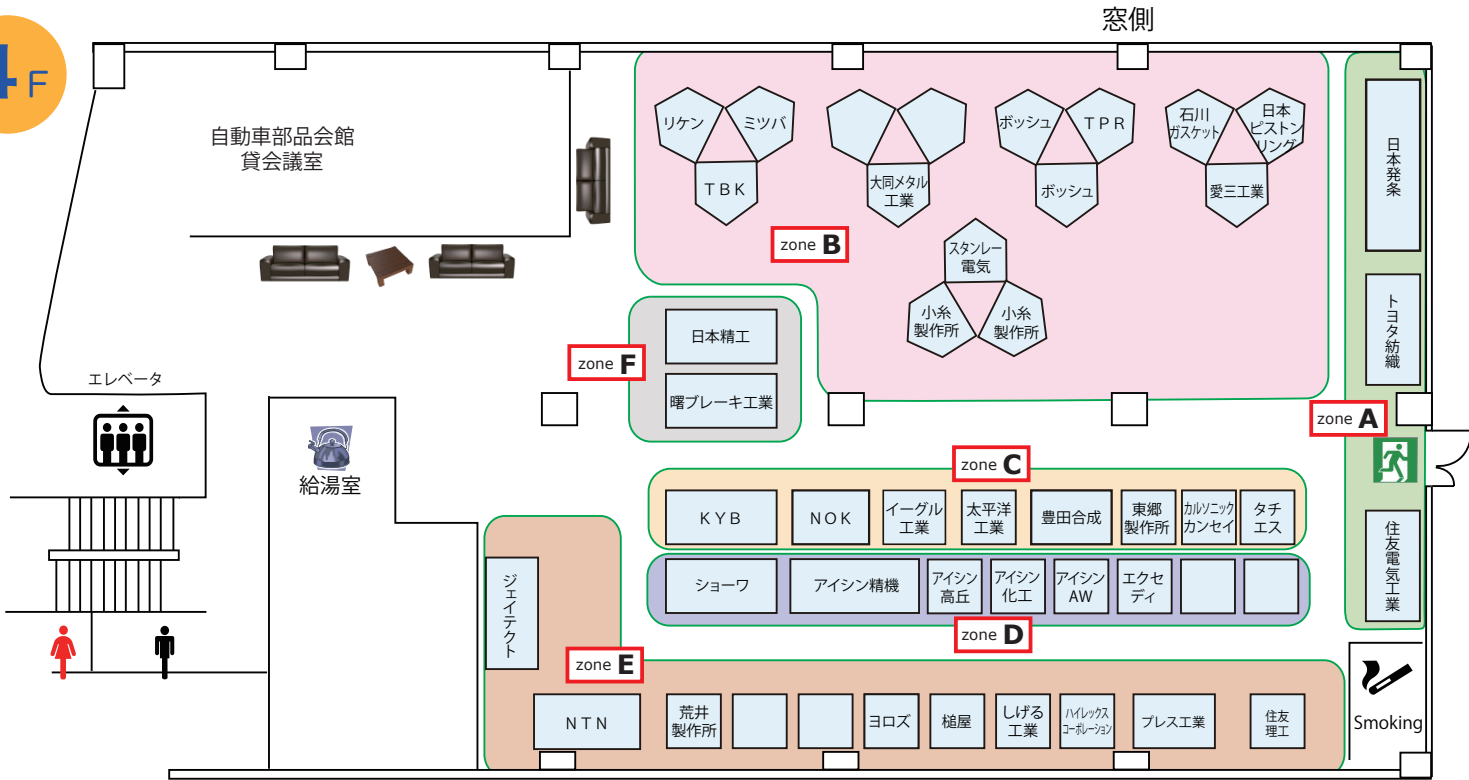 窓側
4F
自動車部品会館
貸会議室
リケン
ミツバ
TBK
大同メタル
工業
ボッシュ
TPR
ボッシュ
石川
ガスケット
日本
ピストン
リング
愛三工業
zone B
スタンレー
電気
小糸
製作所
小糸
製作所
日本発条
トヨタ紡織
zone A
住友電気工業
zone F
日本精工
曙ブレーキ工業
エレベータ
給湯室
zone C
KYB
NOK
イーグル
工業
太平洋
工業
豊田合成
東郷
製作所
カルソニック
カンセイ
タチ
エス
ショーワ
アイシン精機
アイシン
高丘
アイシン
化工
アイシン
AW
エクセ
ディ
zone D
ジェイテクト
zone E
NTN
荒井
製作所
ヨロズ
槌屋
しげる
工業
ハイレックス
コーポレーション
プレス工業
住友
理工
Smoking